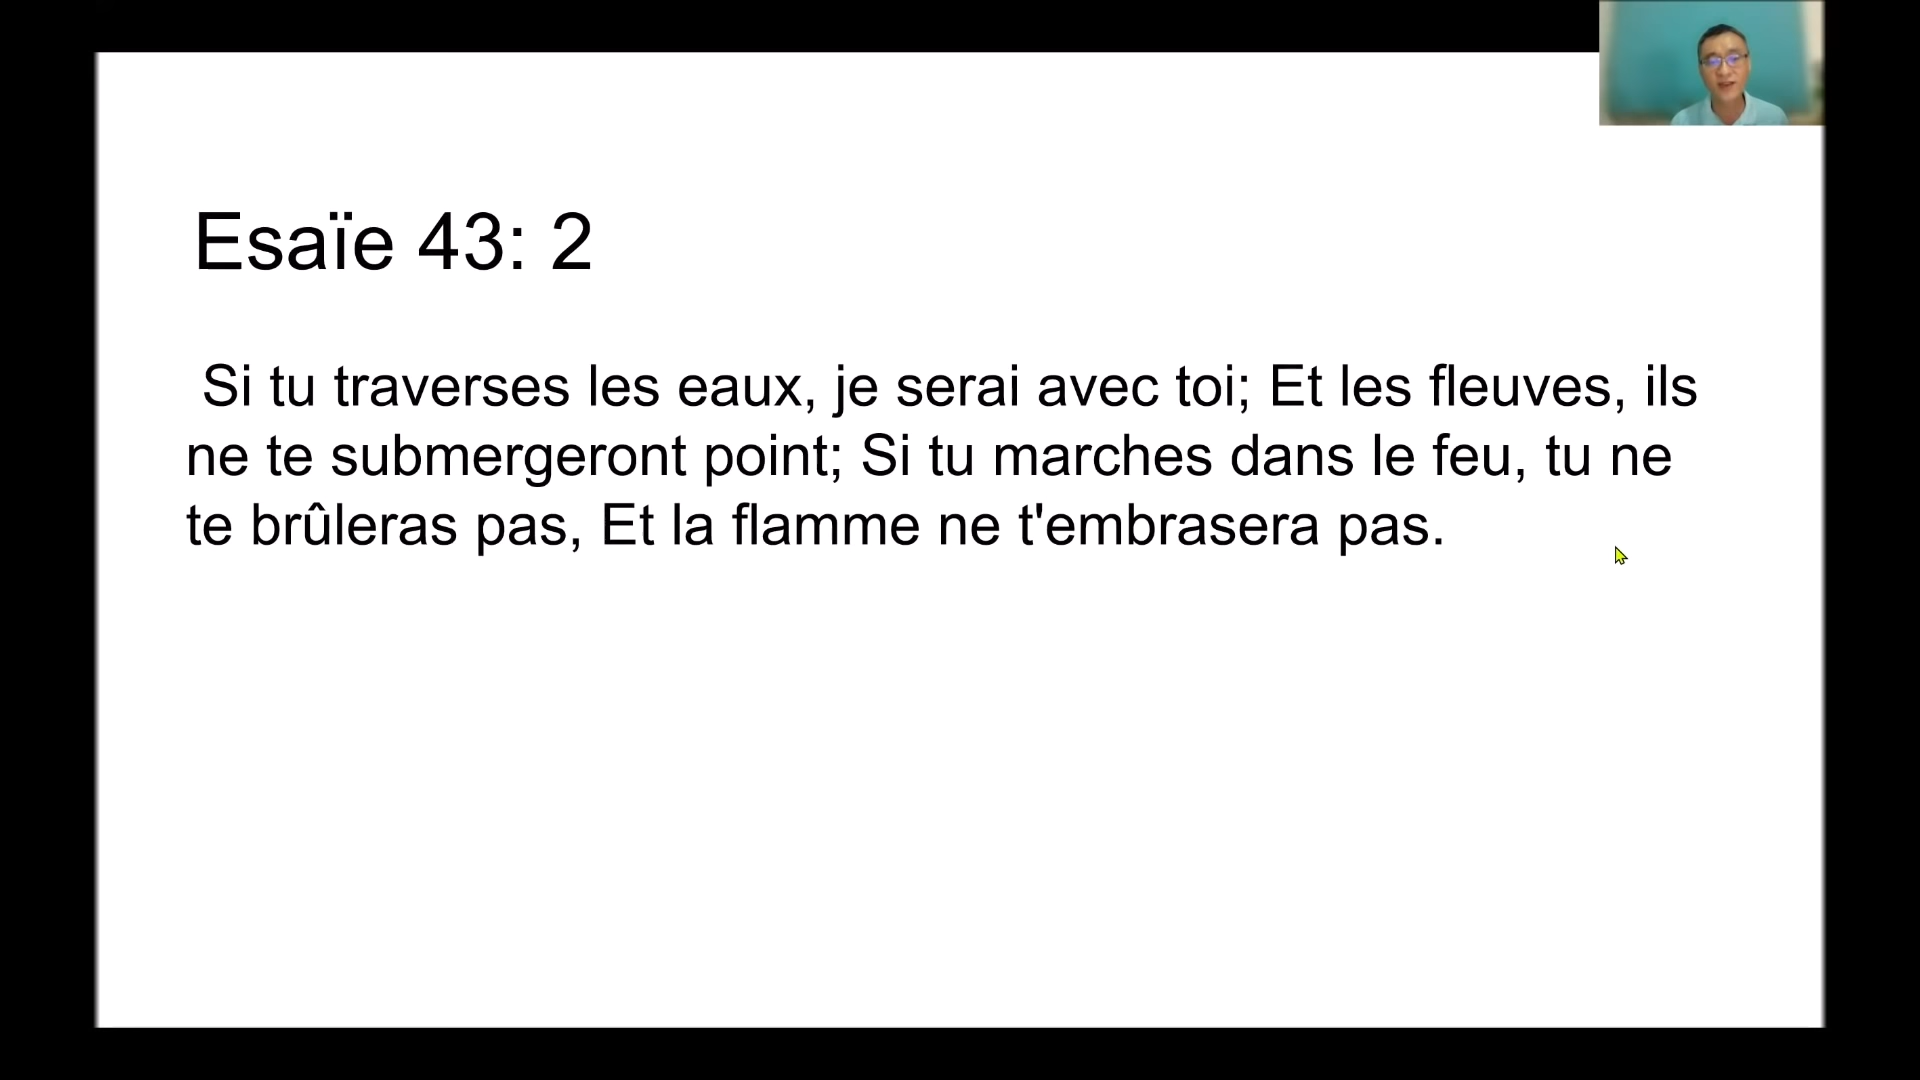 Esaïe 43: 2
Si tu traverses les eaux, je serai avec toi; Et les fleuves, ils
ne te submergeront point; Si tu marches dans le feu, tu ne
te brûleras pas, Et la flamme ne t'embrasera pas.